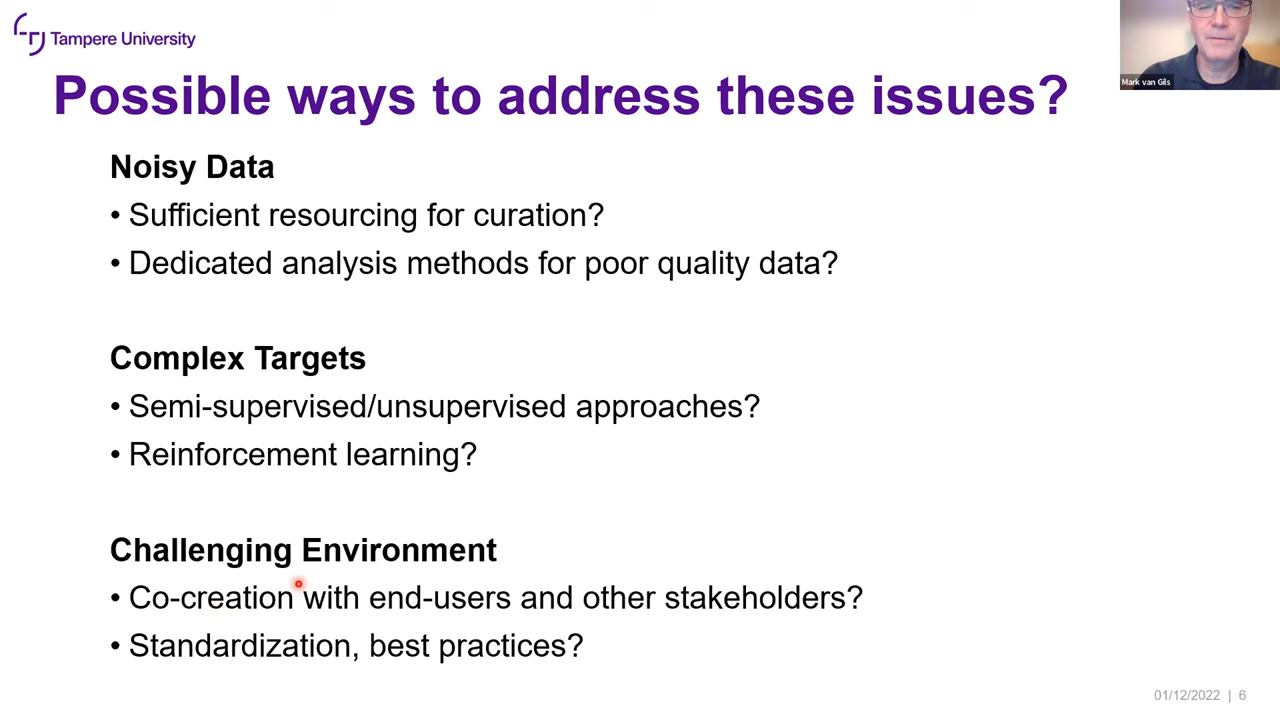 Tampere University
Mark van Gils
Possible ways to address these issues?
Noisy Data
• Sufficient resourcing for curation?
• Dedicated analysis methods for poor quality data?
Complex Targets
• Semi-supervised/unsupervised approaches?
• Reinforcement learning?
Challenging Environment
• Co-creation with end-users and other stakeholders?
• Standardization, best practices?
01/12/2022 | 6